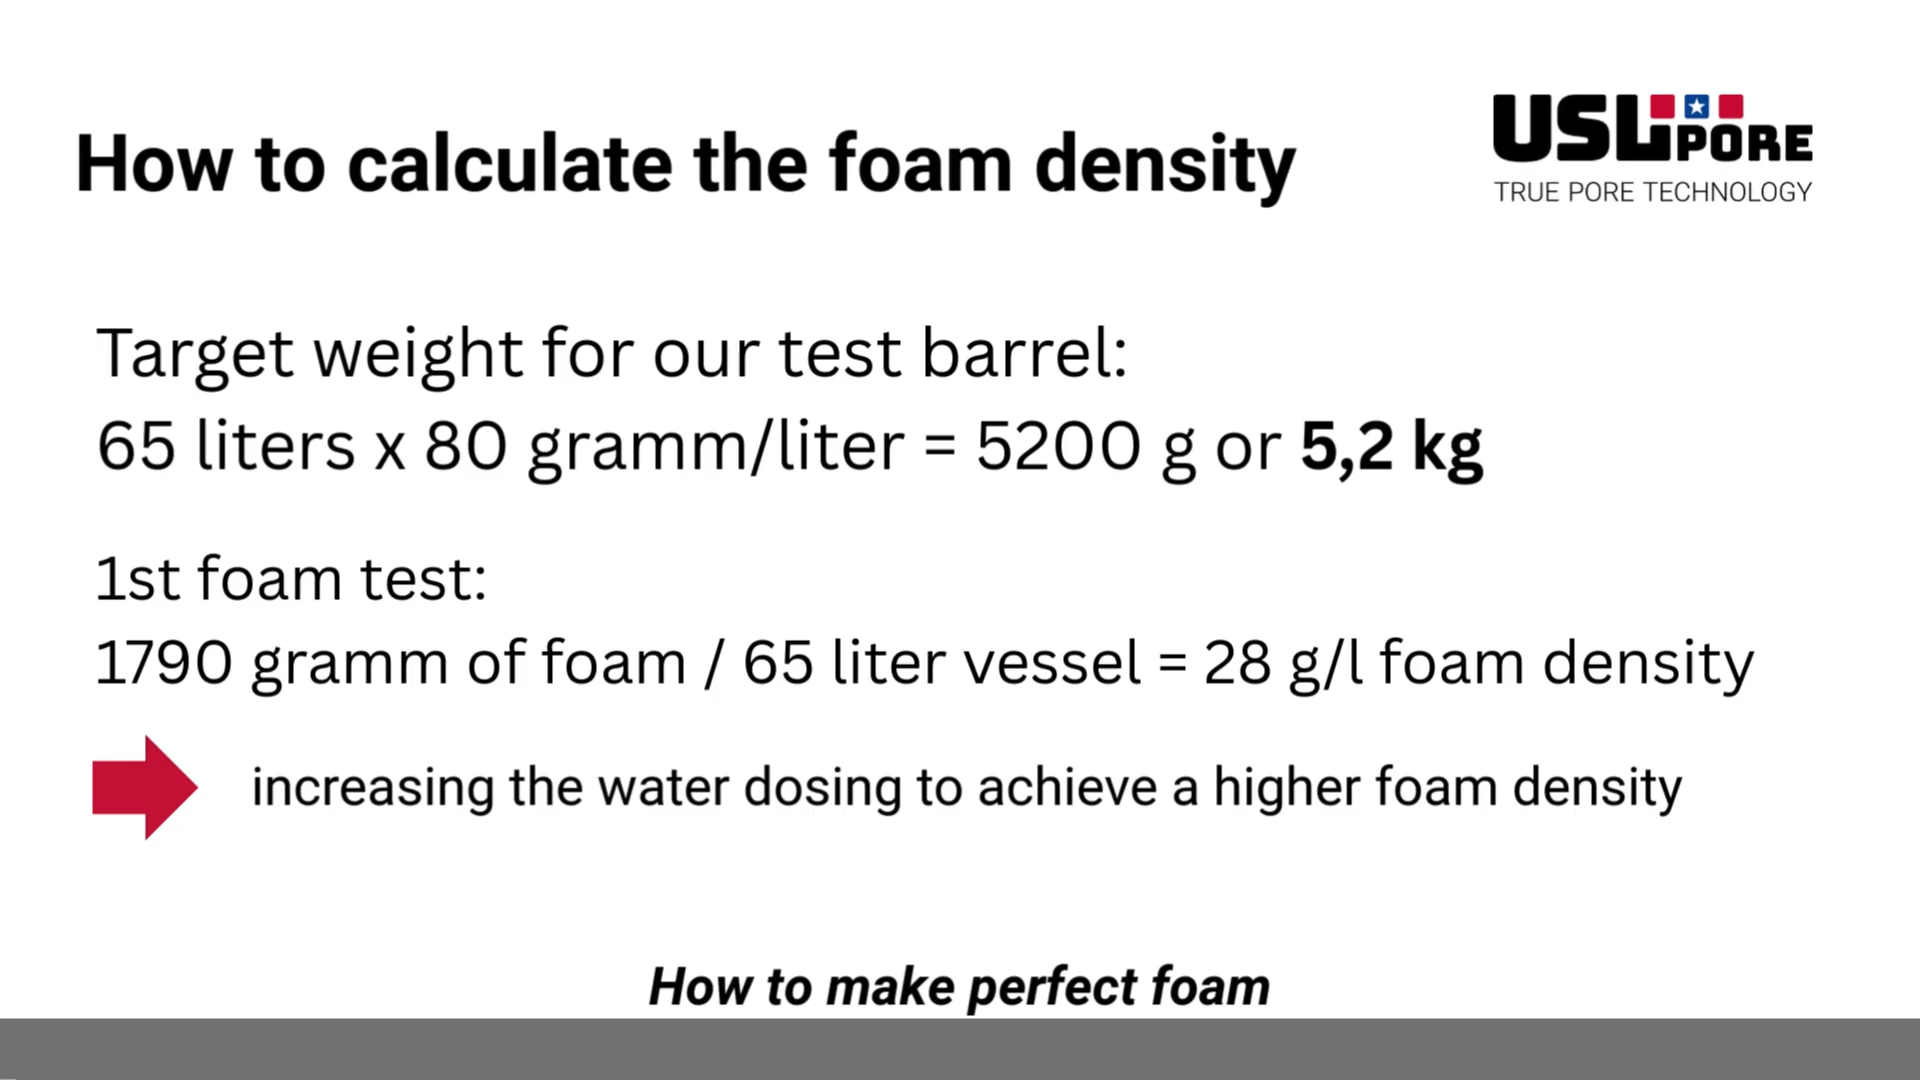 How to calculate the foam density
USLPORE
TRUE PORE TECHNOLOGY
Target weight for our test barrel:
65 liters x 80 gramm/liter = 5200 g or 5,2 kg
1st foam test:
1790 gramm of foam / 65 liter vessel = 28 g/l foam density
increasing the water dosing to achieve a higher foam density
How to make perfect foam